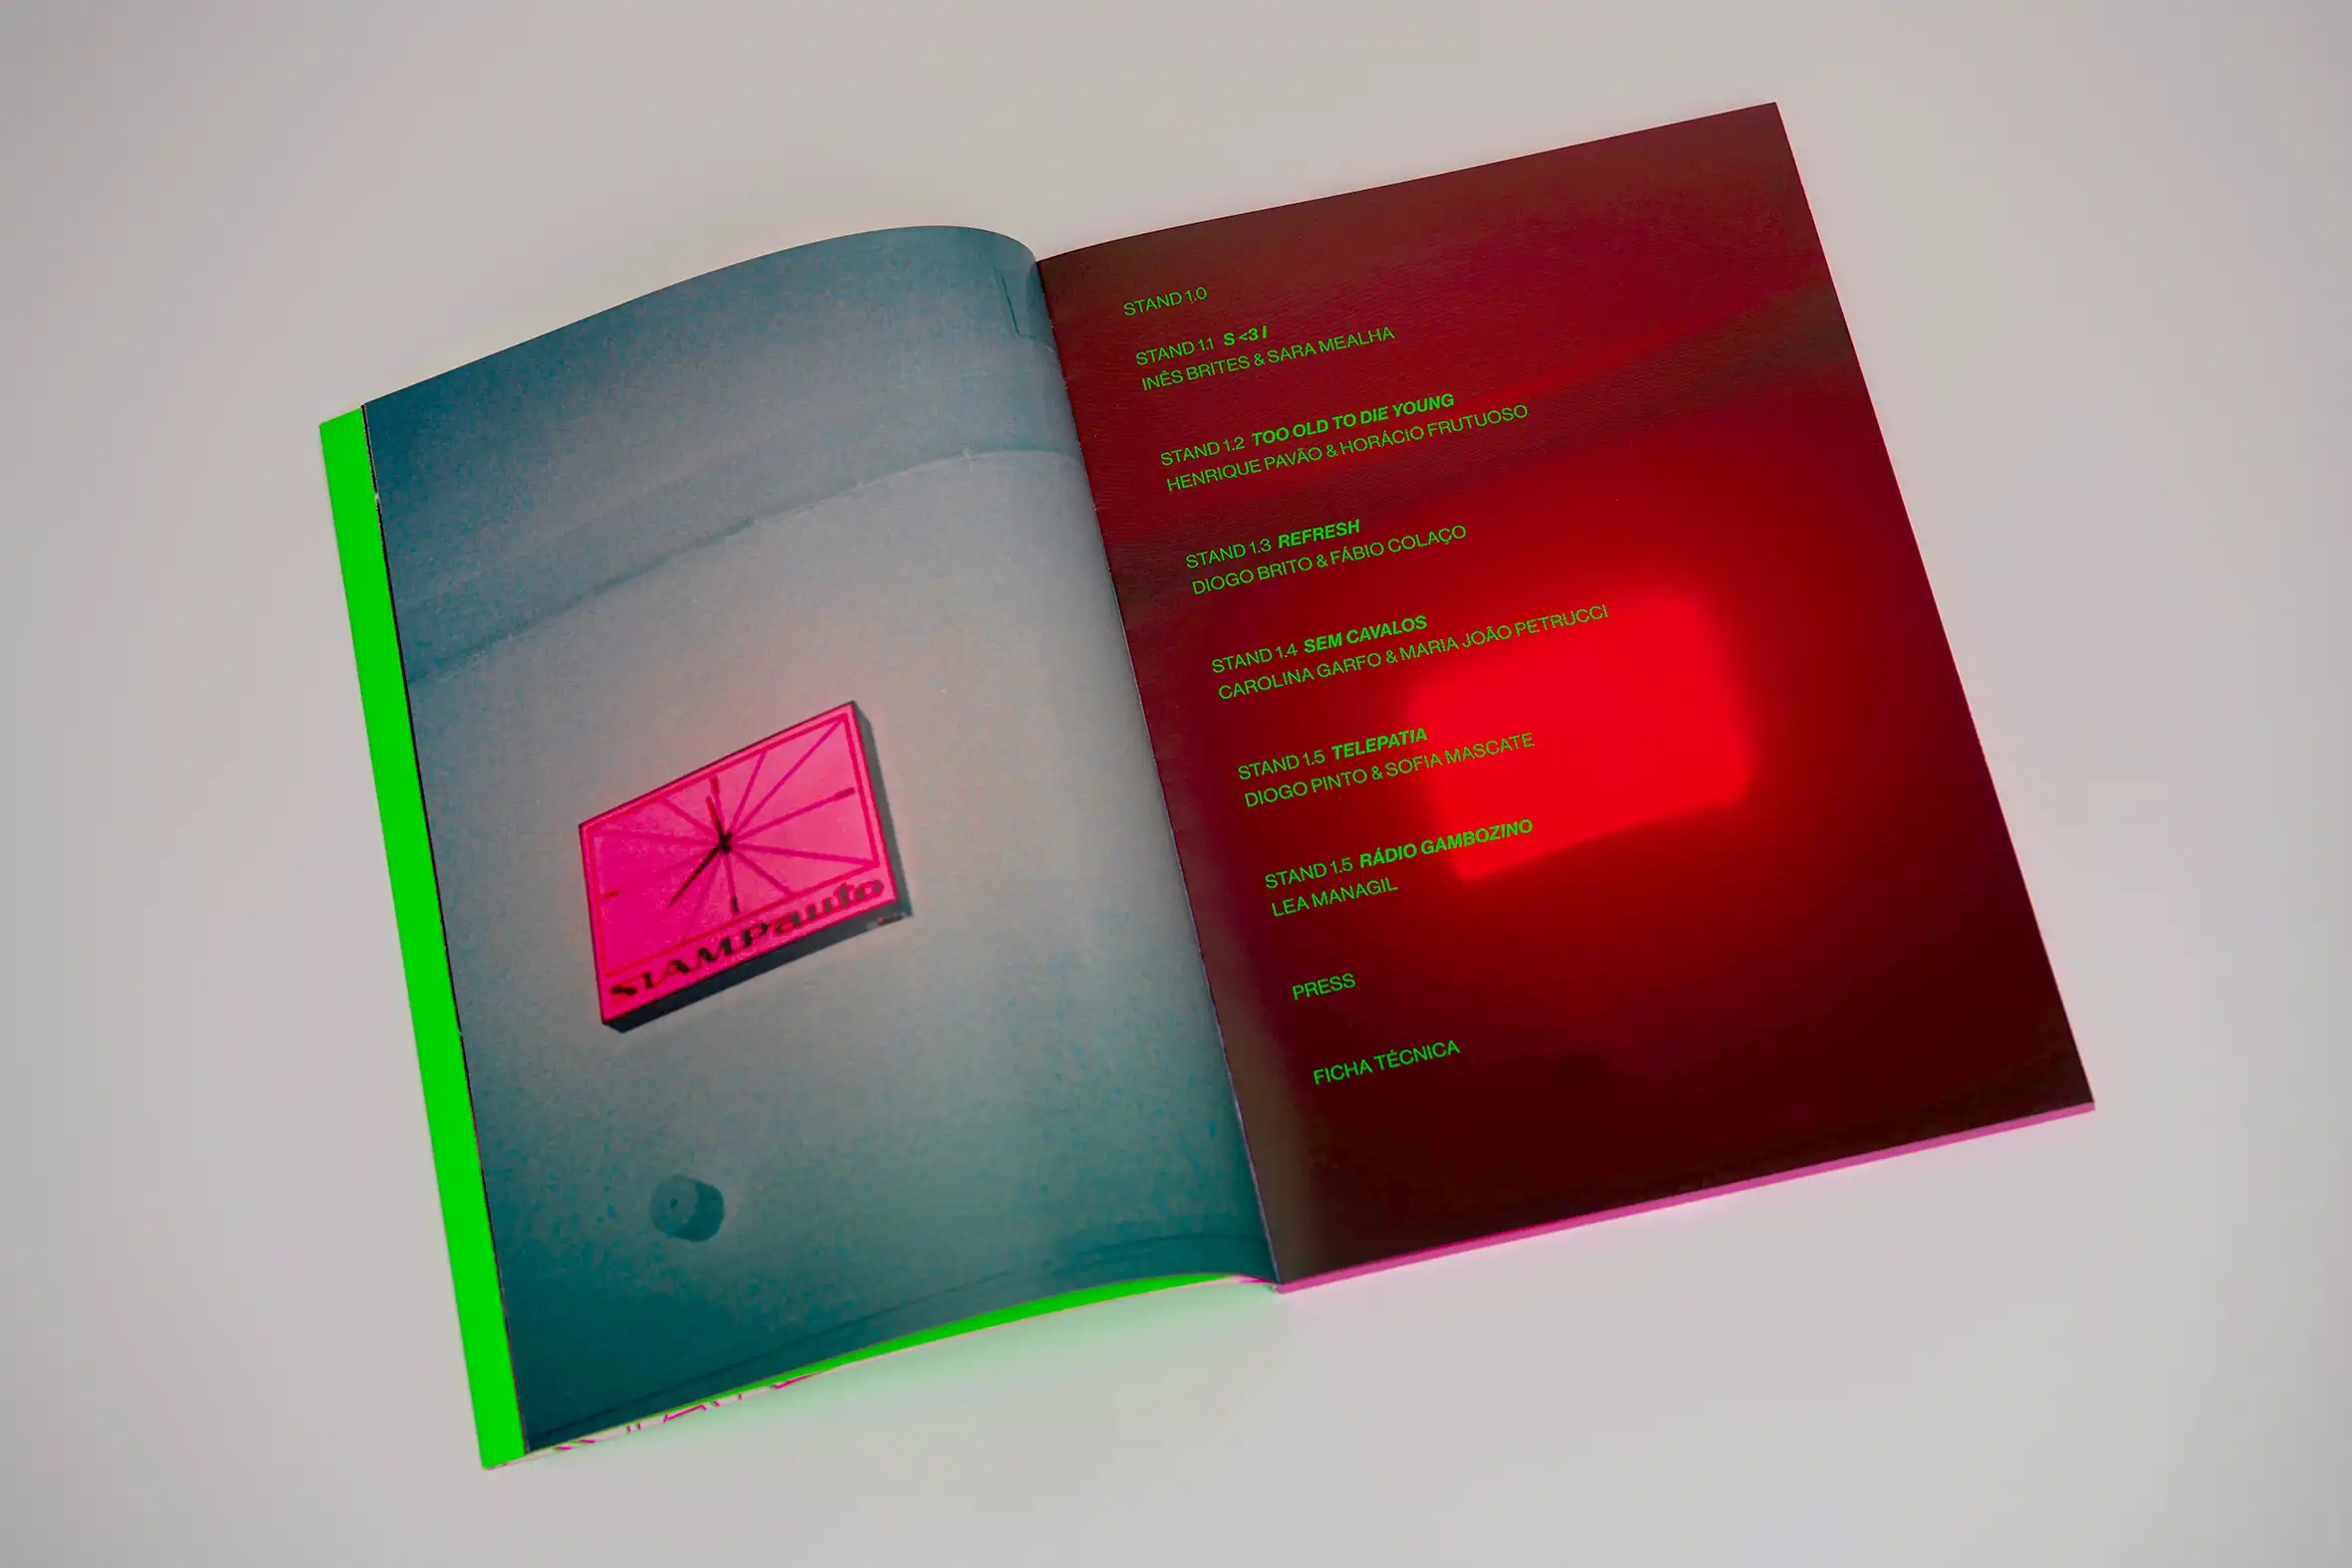 STAMPauto
STAND 1.0
STAND 1.1 S <3 I
INÊS BRITES & SARA MEALHA
STAND 1.2 TOO OLD TO DIE YOUNG
HENRIQUE PAVÃO & HORÁCIO FRUTUOSO
STAND 1.3 REFRESH
DIOGO BRITO & FÁBIO COLAÇO
STAND 1.4 SEM CAVALOS
CAROLINA GARFO & MARIA JOÃO PETRUCCI
STAND 1.5 TELEPATIA
DIOGO PINTO & SOFIA MASCATE
STAND 1.5 RÁDIO GAMBOZINO
LEA MANAGIL
PRESS
FICHA TÉCNICA